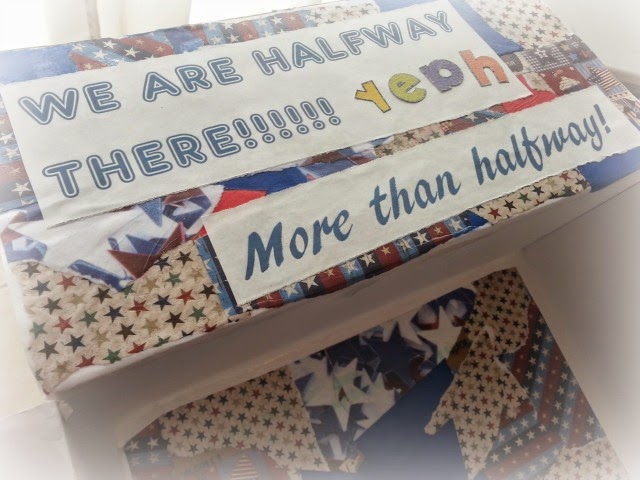 WE ARE HALFWAY
THERE!!!!!! Yeah
More than halfway!